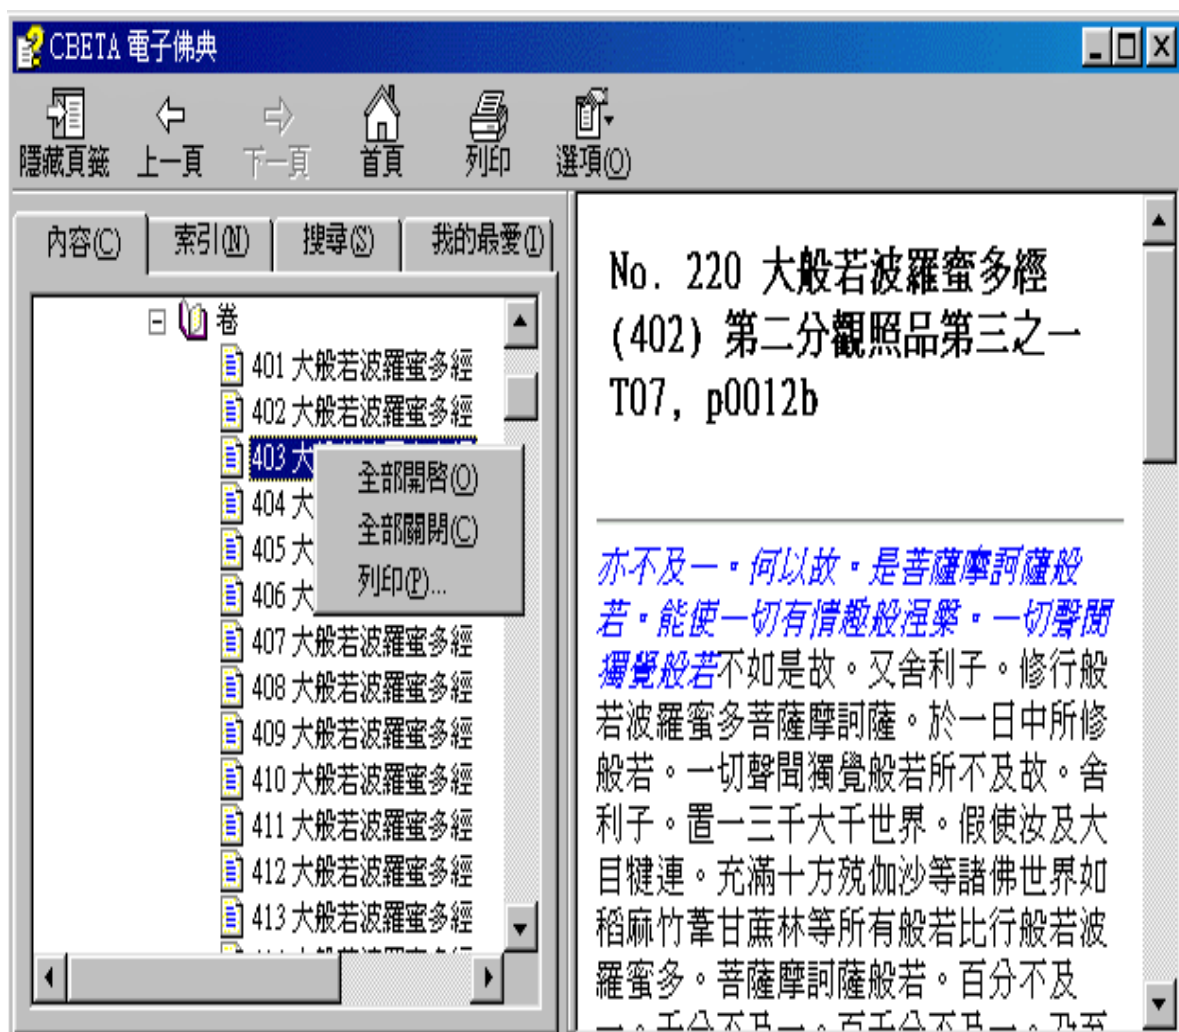 CBETA 電子佛典
隱藏頁籤 上一頁 下一頁 首頁 列印 選項(O)
內容(C) 索引(N) 搜尋(S) 我的最愛(I)
卷
401 大般若波羅蜜多經
402 大般若波羅蜜多經
403 大
404 大
405 大
406 大
407 大般若波羅蜜多經
408 大般若波羅蜜多經
409 大般若波羅蜜多經
410 大般若波羅蜜多經
411 大般若波羅蜜多經
412 大般若波羅蜜多經
413 大般若波羅蜜多經
全部開啓(O)
全部關閉(C)
列印(P)...
No. 220 大般若波羅蜜多經
(402) 第二分觀照品第三之一
T07, p0012b
亦不及一。何以故。是菩薩摩訶薩般
若。能使一切有情趣般涅槃。一切聲聞
獨覺般若不如是故。又舍利子。修行般
若波羅蜜多菩薩摩訶薩。於一日中所修
般若。一切聲聞獨覺般若所不及故。舍
利子。置一三千大千世界。假使汝及大
目犍連。充滿十方殑伽沙等諸佛世界如
稻麻竹葦甘蔗林等所有般若比行般若波
羅蜜多。菩薩摩訶薩般若。百分不及
一。千分不及一。百千分不及一。乃至